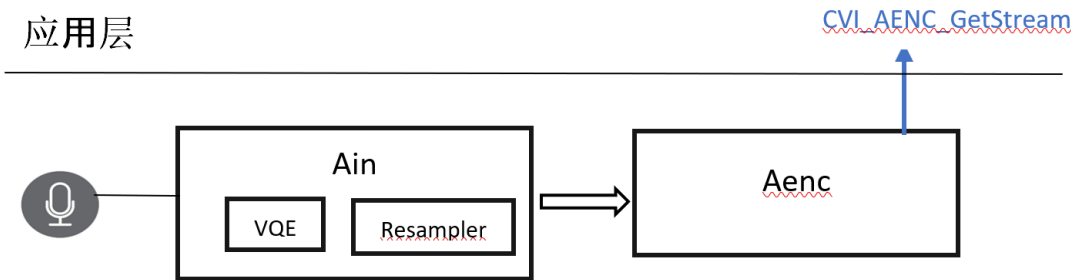 应用层
CVI_AENC_GetStream
Ain
VQE
Resampler
Aenc